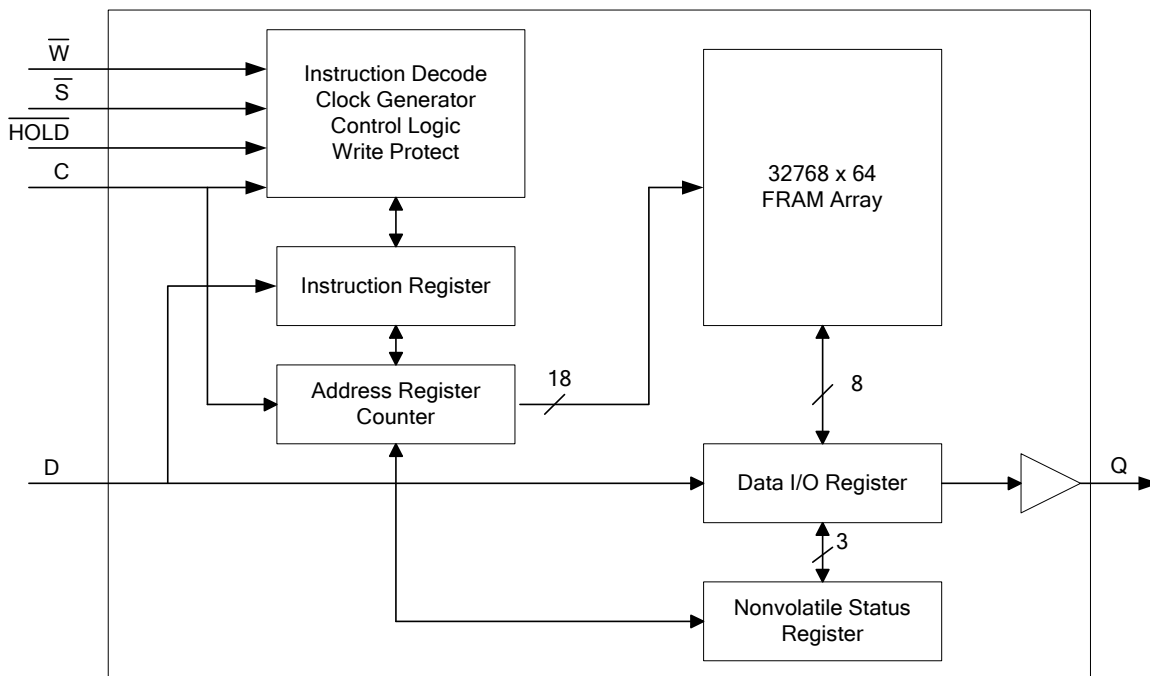 W̅
S̅
H̅O̅L̅D̅
C
D
Instruction Decode
Clock Generator
Control Logic
Write Protect
Instruction Register
Address Register
Counter
18
32768 x 64
FRAM Array
8
Data I/O Register
3
Nonvolatile Status
Register
Q